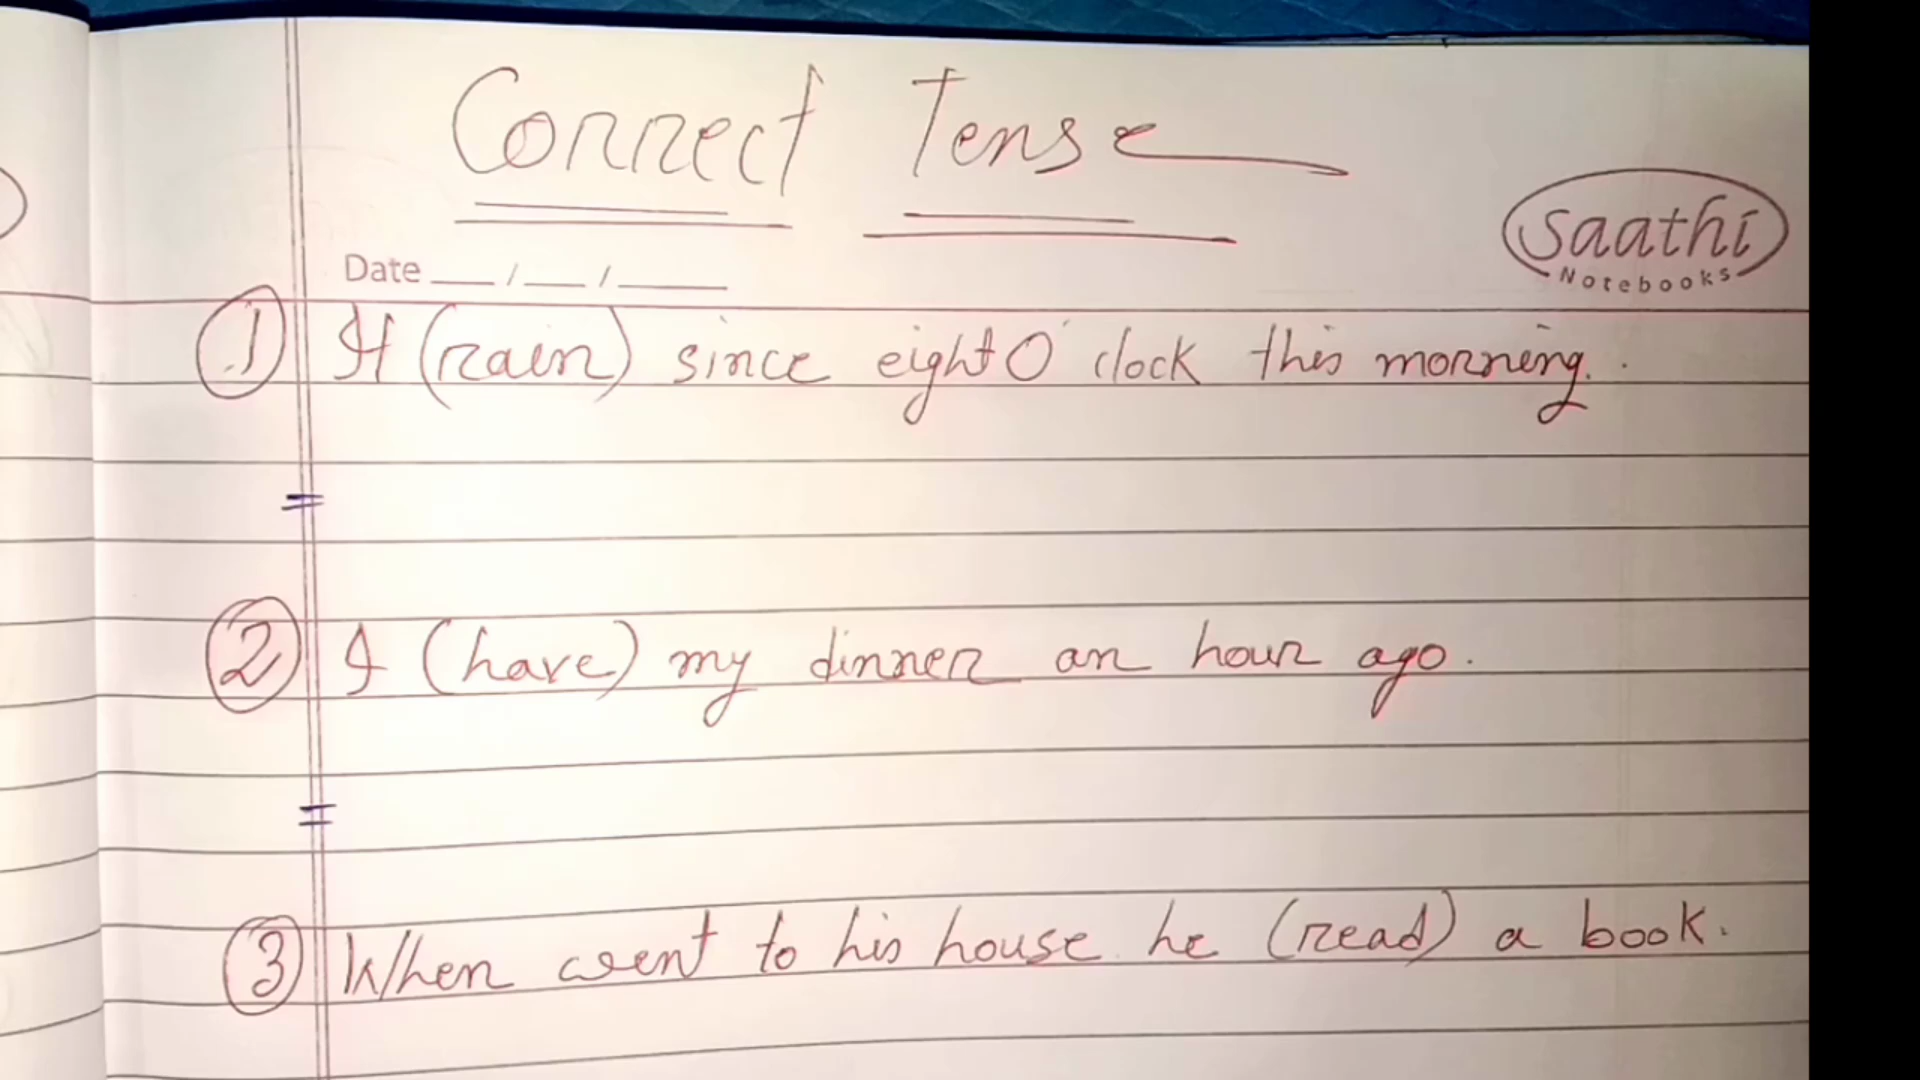 Correct Tense
saathi
Notebooks
Date __/__/____
1 It (rain) since eight O' clock this morning.
=
2 I (have) my dinner an hour ago.
=
3 When went to his house he (read) a book.